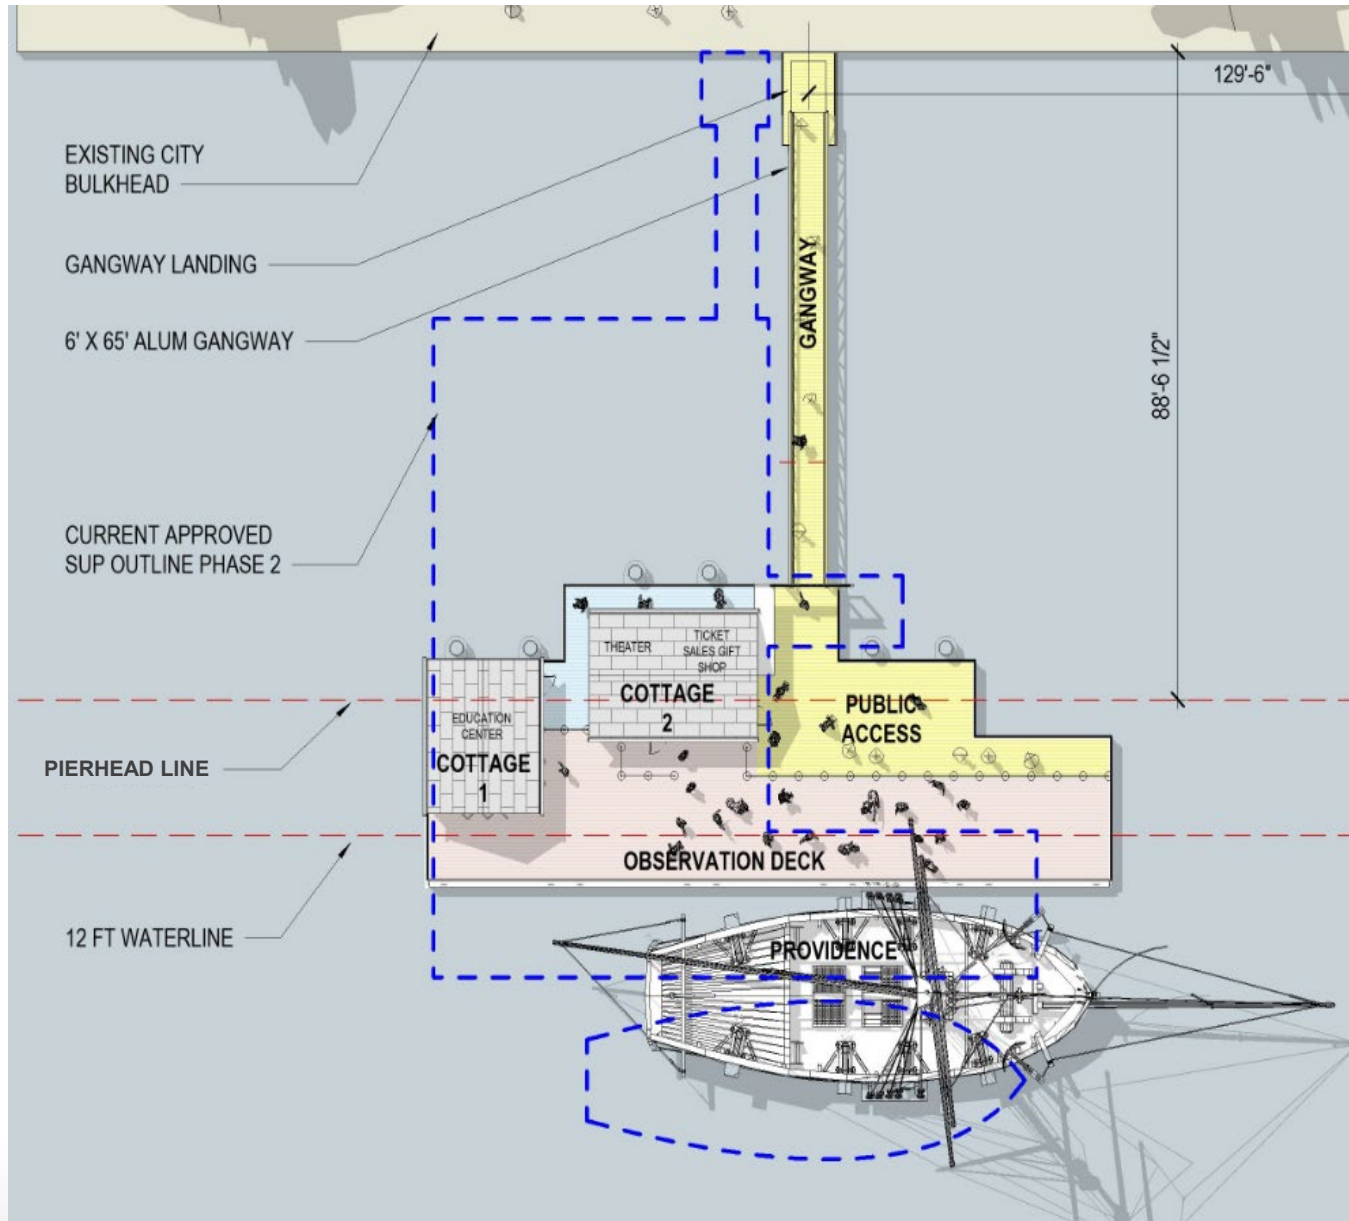 129'-6"
EXISTING CITY
BULKHEAD
GANGWAY LANDING
GANGWAY
6' X 65' ALUM GANGWAY
88'-6 1/2"
CURRENT APPROVED
SUP OUTLINE PHASE 2
THEATER
TICKET
SALES GIFT
SHOP
COTTAGE
2
PUBLIC
ACCESS
EDUCATION
CENTER
COTTAGE
1
PIERHEAD LINE
OBSERVATION DECK
12 FT WATERLINE
PROVIDENCE